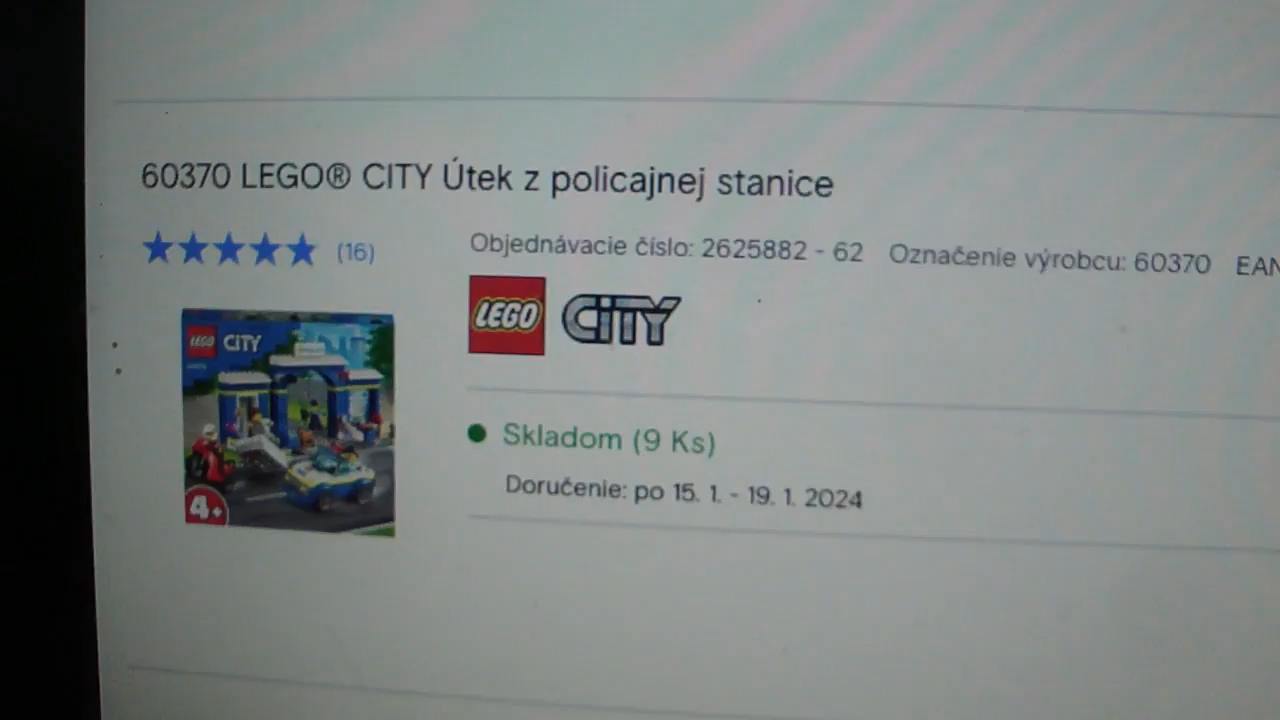 60370 LEGO® CITY Útek z policajnej stanice
(16)
Objednávacie číslo: 2625882 - 62 Označenie výrobcu: 60370 EAN
LEGO CITY
LEGO CITY
4+
Skladom (9 Ks)
Doručenie: po 15. 1. - 19. 1. 2024